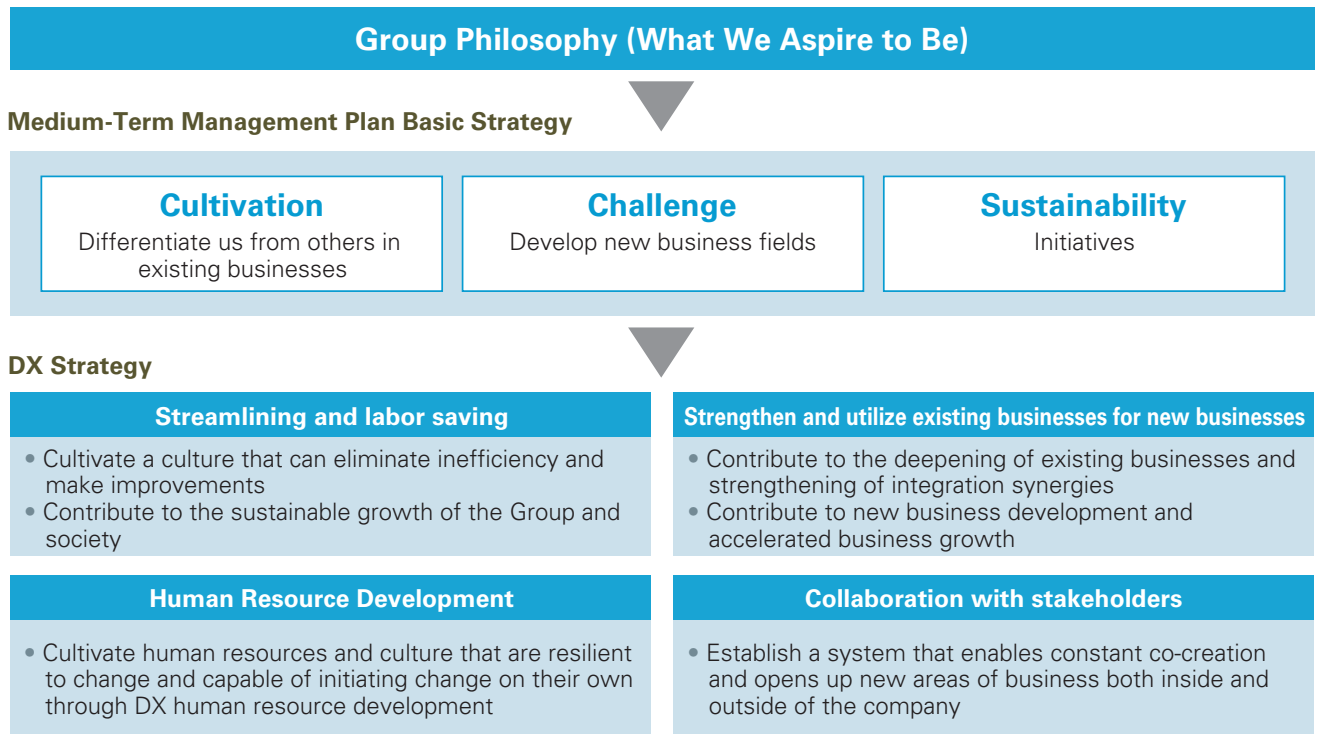 Group Philosophy (What We Aspire to Be)
Medium-Term Management Plan Basic Strategy
Cultivation
Differentiate us from others in
existing businesses
Challenge
Develop new business fields
Sustainability
Initiatives
DX Strategy
Streamlining and labor saving
• Cultivate a culture that can eliminate inefficiency and
make improvements
• Contribute to the sustainable growth of the Group and
society
Strengthen and utilize existing businesses for new businesses
• Contribute to the deepening of existing businesses and
strengthening of integration synergies
• Contribute to new business development and
accelerated business growth
Human Resource Development
• Cultivate human resources and culture that are resilient
to change and capable of initiating change on their own
through DX human resource development
Collaboration with stakeholders
• Establish a system that enables constant co-creation
and opens up new areas of business both inside and
outside of the company